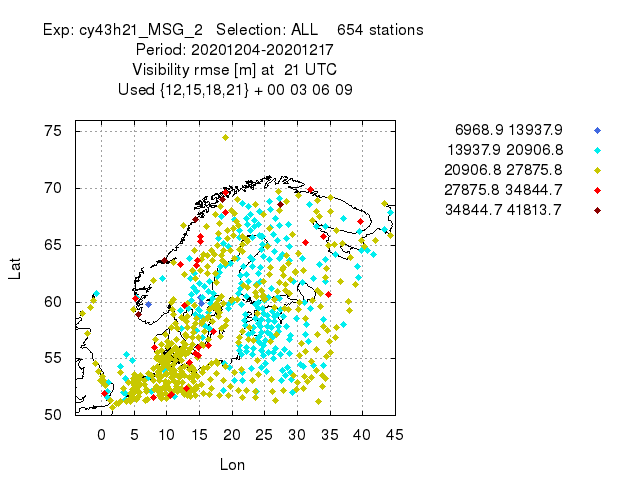 Exp: cy43h21_MSG_2 Selection: ALL 654 stations
Period: 20201204-20201217
Visibility rmse [m] at 21 UTC
Used {12,15,18,21} + 00 03 06 09
6968.9 13937.9
13937.9 20906.8
20906.8 27875.8
27875.8 34844.7
34844.7 41813.7
75
70
65
60
55
50
Lat
0 5 10 15 20 25 30 35 40 45
Lon